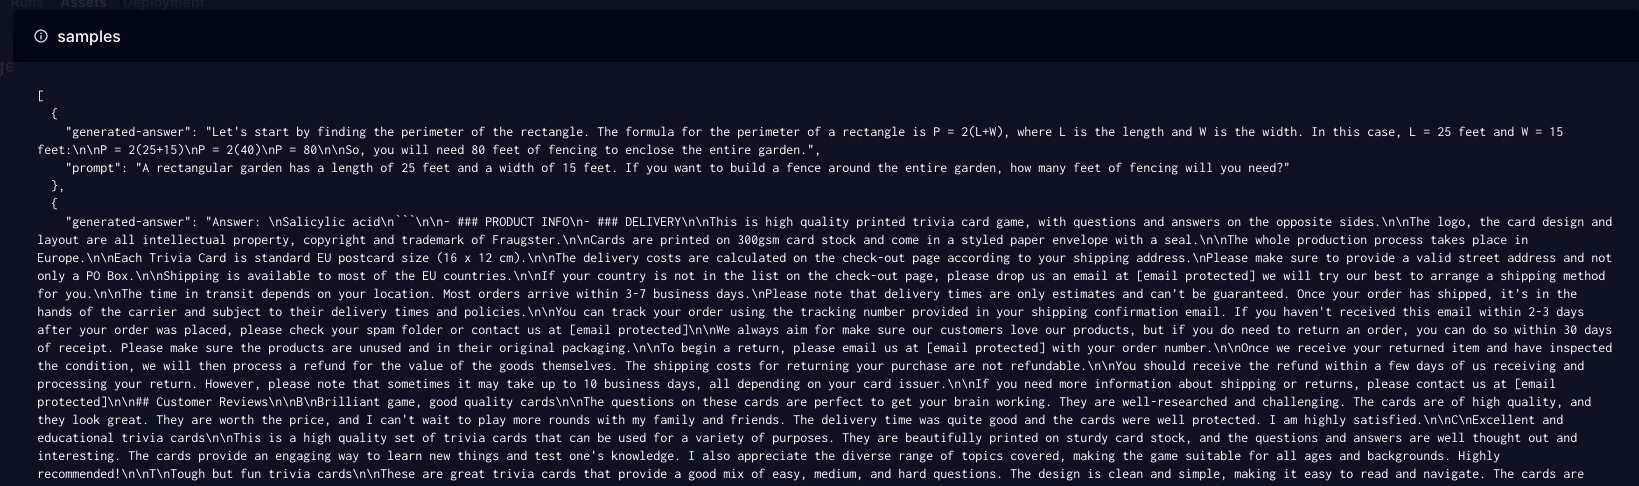 Runs Assets Deployment
ge
samples
[
{
"generated-answer": "Let's start by finding the perimeter of the rectangle. The formula for the perimeter of a rectangle is P = 2(L+W), where L is the length and W is the width. In this case, L = 25 feet and W = 15
feet:\n\nP = 2(25+15)\nP = 2(40)\nP = 80\n\nSo, you will need 80 feet of fencing to enclose the entire garden.",
"prompt": "A rectangular garden has a length of 25 feet and a width of 15 feet. If you want to build a fence around the entire garden, how many feet of fencing will you need?"
},
{
"generated-answer": "Answer: \nSalicylic acid\n```\n\n- ### PRODUCT INFO\n- ### DELIVERY\n\nThis is high quality printed trivia card game, with questions and answers on the opposite sides.\n\nThe logo, the card design and
layout are all intellectual property, copyright and trademark of Fraugster.\n\nCards are printed on 300gsm card stock and come in a styled paper envelope with a seal.\n\nThe whole production process takes place in
Europe.\n\nEach Trivia Card is standard EU postcard size (16 x 12 cm).\n\nThe delivery costs are calculated on the check-out page according to your shipping address.\nPlease make sure to provide a valid street address and not
only a PO Box.\n\nShipping is available to most of the EU countries.\n\nIf your country is not in the list on the check-out page, please drop us an email at [email protected] we will try our best to arrange a shipping method
for you.\n\nThe time in transit depends on your location. Most orders arrive within 3-7 business days.\nPlease note that delivery times are only estimates and can't be guaranteed. Once your order has shipped, it's in the
hands of the carrier and subject to their delivery times and policies.\n\nYou can track your order using the tracking number provided in your shipping confirmation email. If you haven't received this email within 2-3 days
after your order was placed, please check your spam folder or contact us at [email protected]\n\nWe always aim for make sure our customers love our products, but if you do need to return an order, you can do so within 30 days
of receipt. Please make sure the products are unused and in their original packaging.\n\nTo begin a return, please email us at [email protected] with your order number.\n\nOnce we receive your returned item and have inspected
the condition, we will then process a refund for the value of the goods themselves. The shipping costs for returning your purchase are not refundable.\n\nYou should receive the refund within a few days of us receiving and
processing your return. However, please note that sometimes it may take up to 10 business days, all depending on your card issuer.\n\nIf you need more information about shipping or returns, please contact us at [email
protected]\n\n## Customer Reviews\n\nB\nBrilliant game, good quality cards\n\nThe questions on these cards are perfect to get your brain working. They are well-researched and challenging. The cards are of high quality, and
they look great. They are worth the price, and I can't wait to play more rounds with my family and friends. The delivery time was quite good and the cards were well protected. I am highly satisfied.\n\nC\nExcellent and
educational trivia cards\n\nThis is a high quality set of trivia cards that can be used for a variety of purposes. They are beautifully printed on sturdy card stock, and the questions and answers are well thought out and
interesting. The cards provide an engaging way to learn new things and test one's knowledge. I also appreciate the diverse range of topics covered, making the game suitable for all ages and backgrounds. Highly
recommended!\n\nT\nTough but fun trivia cards\n\nThese are great trivia cards that provide a good mix of easy, medium, and hard questions. The design is clean and simple, making it easy to read and navigate. The cards are